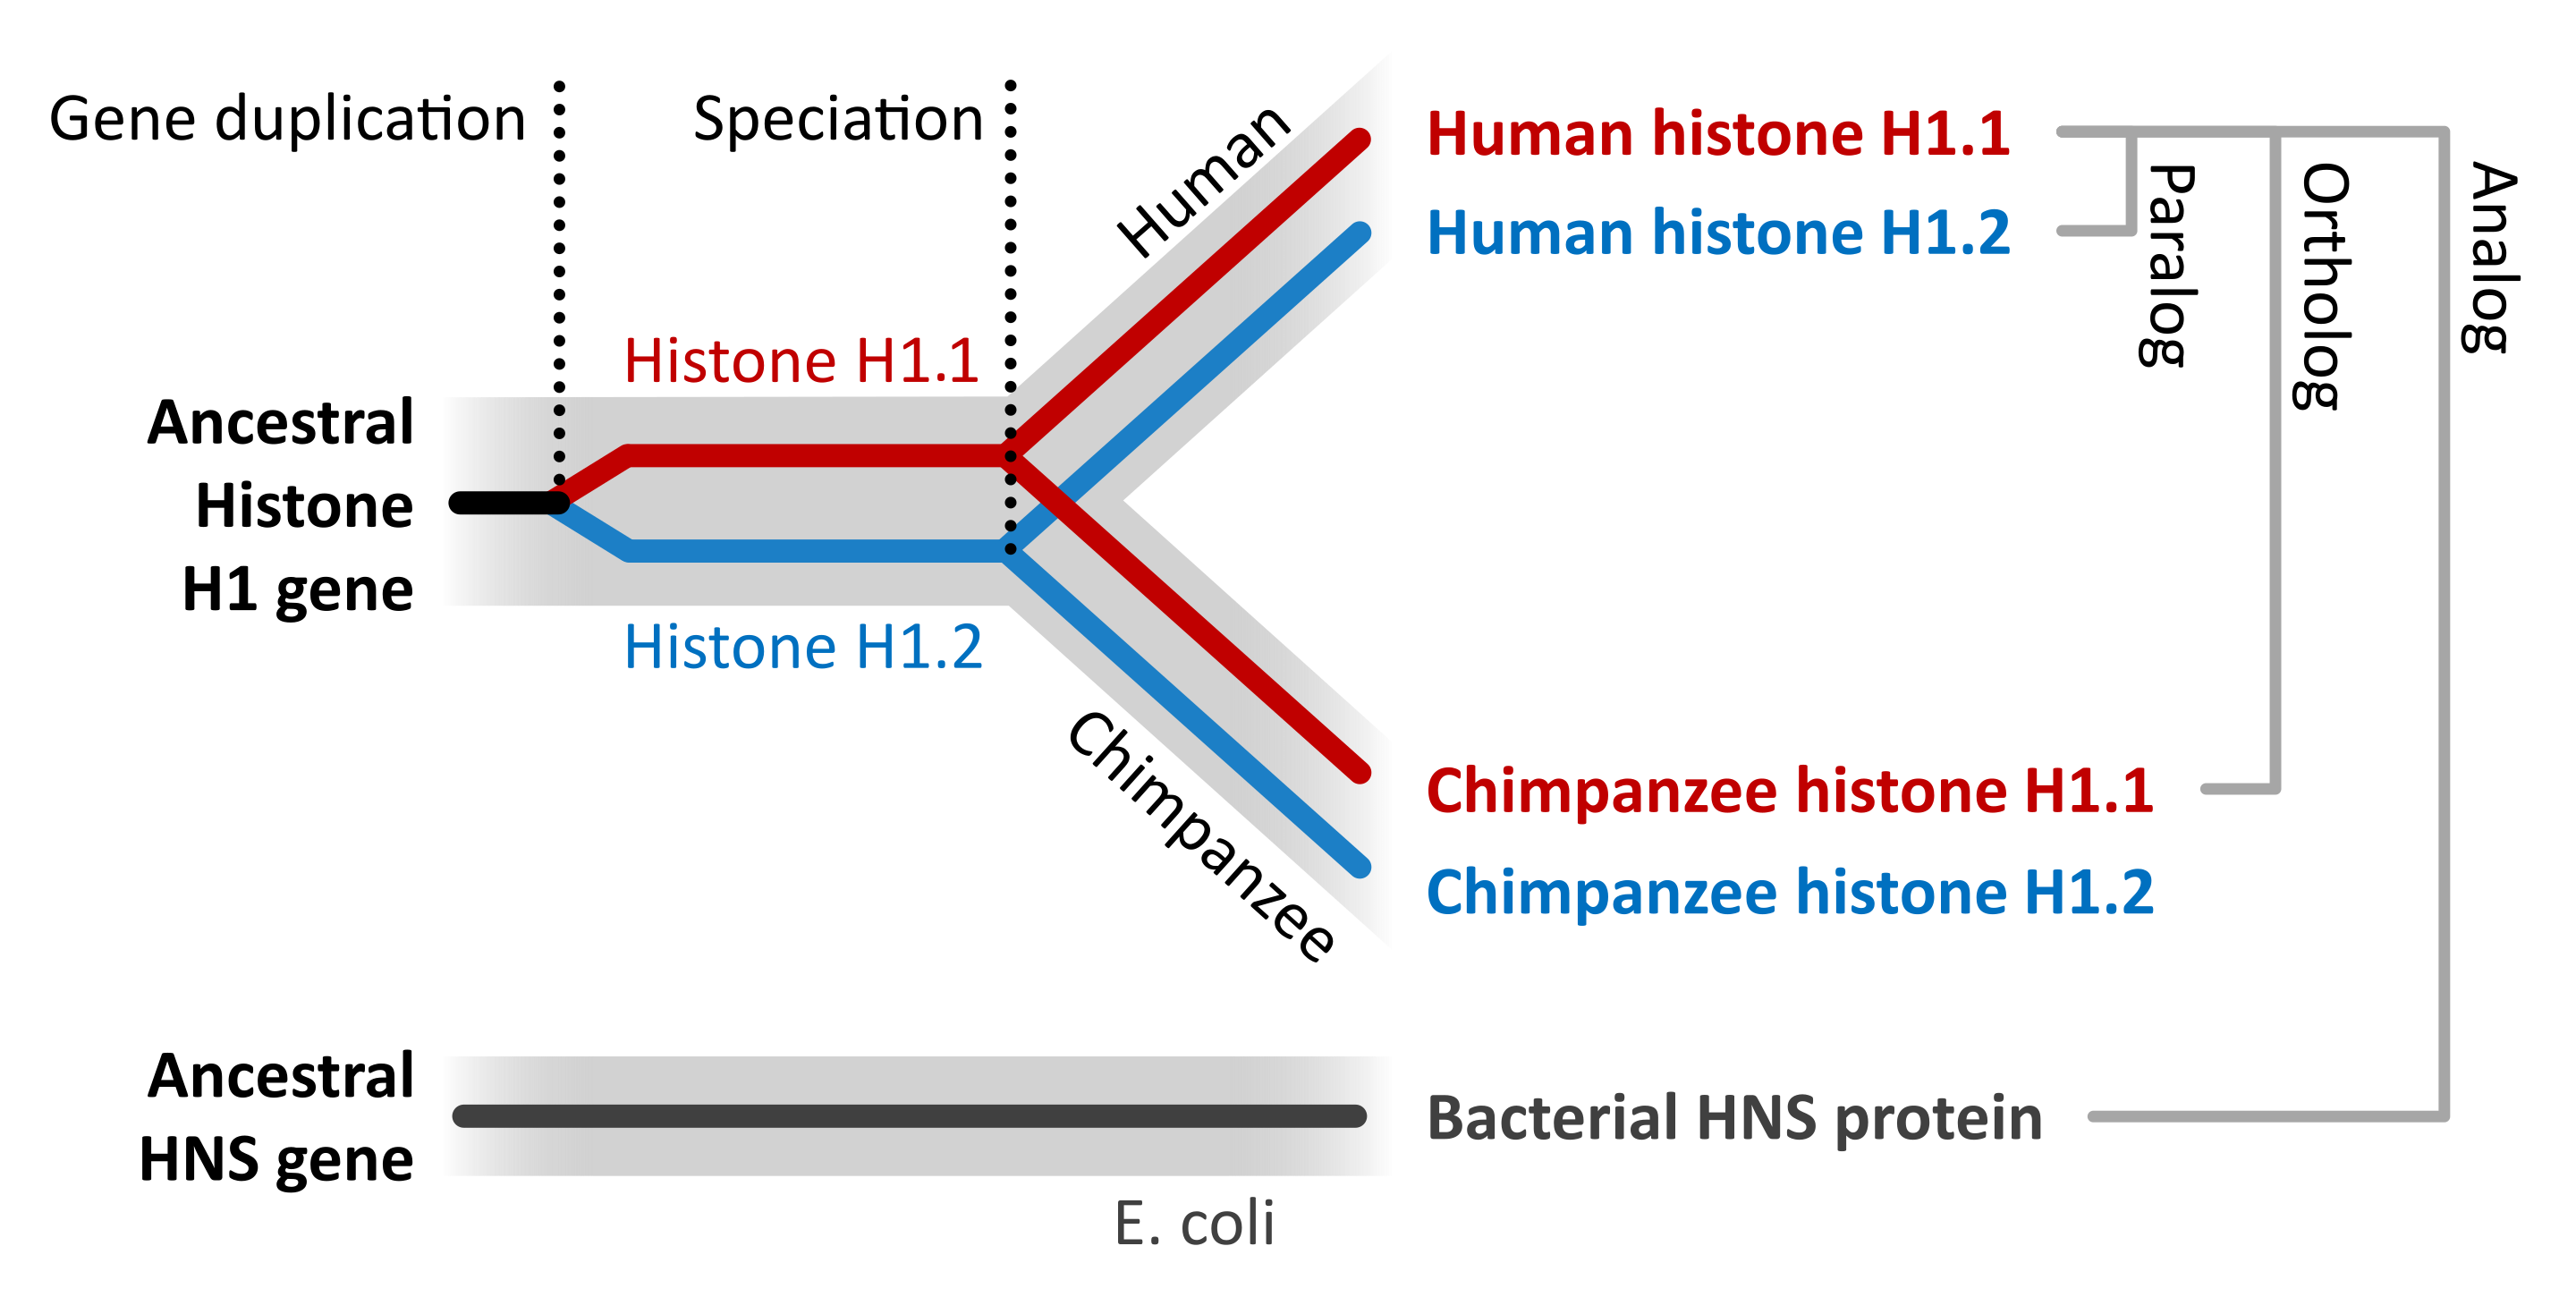 Gene duplication
Speciation
Human
Human histone H1.1
Human histone H1.2
Paralog
Ortholog
Analog
Histone H1.1
Ancestral
Histone
H1 gene
Histone H1.2
Chimpanzee
Chimpanzee histone H1.1
Chimpanzee histone H1.2
Ancestral
HNS gene
Bacterial HNS protein
E. coli